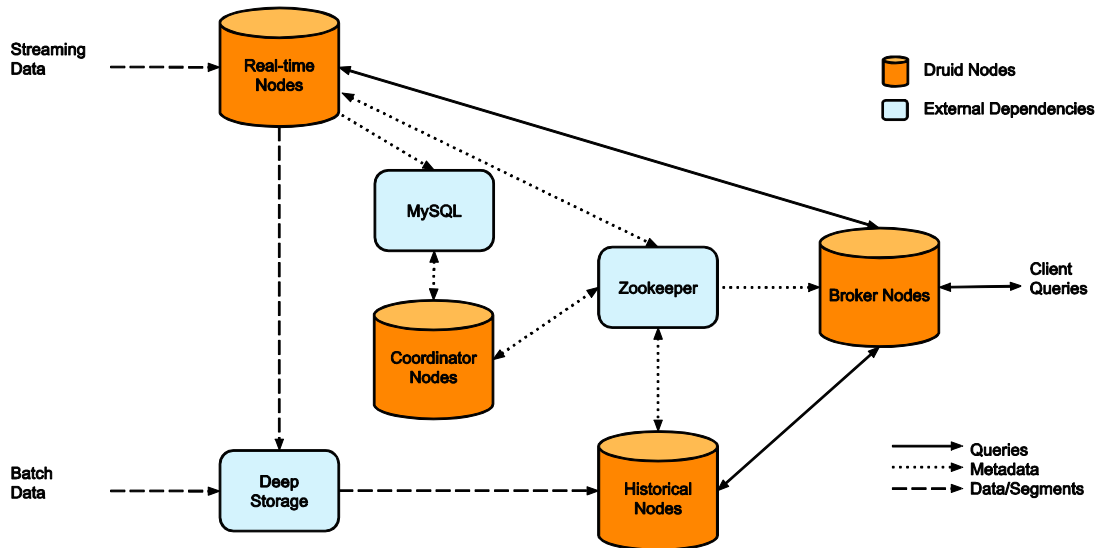 Streaming
Data
Real-time
Nodes
Druid Nodes
External Dependencies
MySQL
Zookeeper
Broker Nodes
Client
Queries
Coordinator
Nodes
Batch
Data
Deep
Storage
Historical
Nodes
Queries
Metadata
Data/Segments